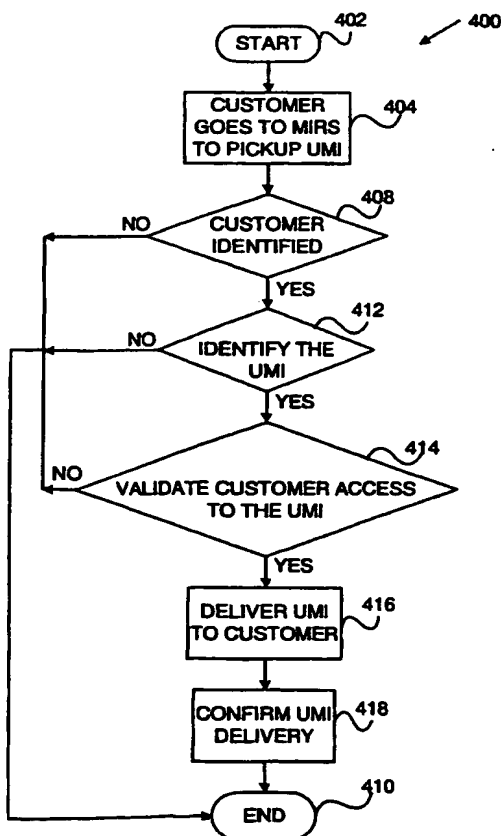 START
402
400
CUSTOMER
GOES TO MIRS
TO PICKUP UMI
404
NO
CUSTOMER
IDENTIFIED
408
YES
412
NO
IDENTIFY THE
UMI
YES
414
NO
VALIDATE CUSTOMER ACCESS
TO THE UMI
YES
DELIVER UMI
TO CUSTOMER
416
CONFIRM UMI
DELIVERY
418
END
410